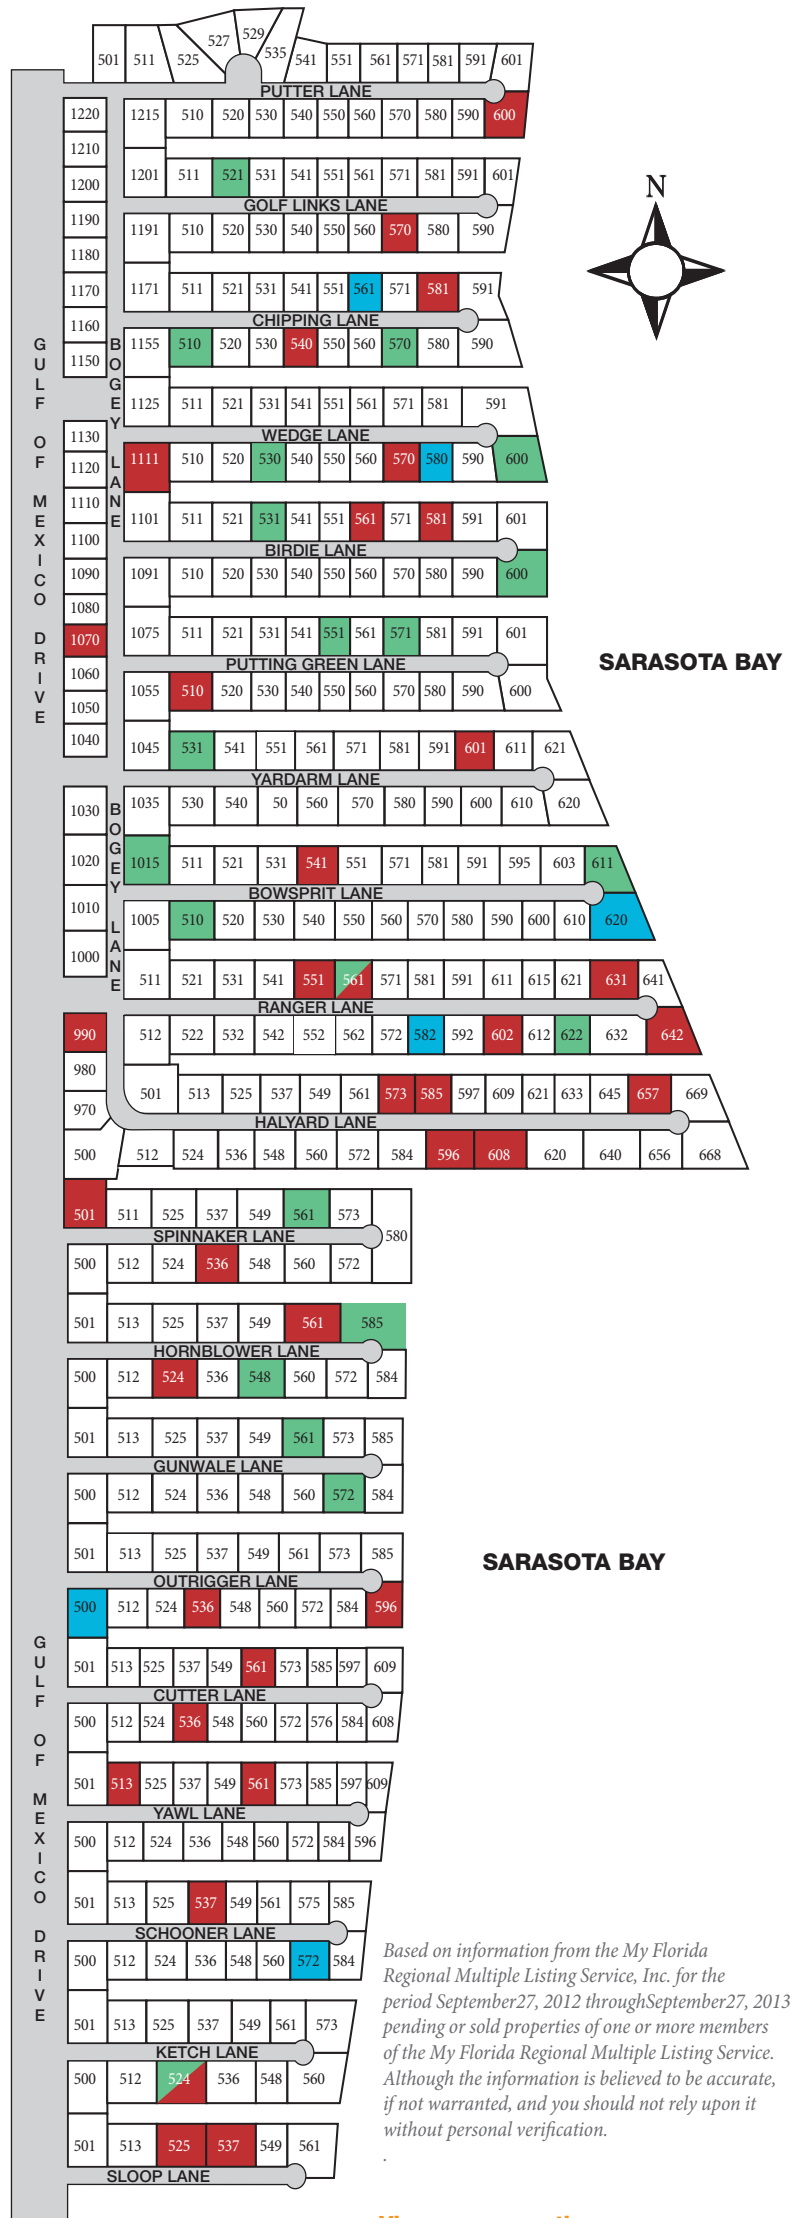 501 511 525 527 529 535 541 551 561 571 581 591 601
PUTTER LANE
1220 1215 510 520 530 540 550 560 570 580 590 600
1210
1200 1201 511 521 531 541 551 561 571 581 591 601
GOLF LINKS LANE
1190 1191 510 520 530 540 550 560 570 580 590
N
1180
1170 1171 511 521 531 541 551 561 571 581 591
CHIPPING LANE
1160
1150 1155 510 520 530 540 550 560 570 580 590
GULF OF MEXICO DRIVE
BOGEY LANE
1125 511 521 531 541 551 561 571 581 591
WEDGE LANE
1130
1120 1111 510 520 530 540 550 560 570 580 590 600
1110
1100 1101 511 521 531 541 551 561 571 581 591 601
BIRDIE LANE
1090 1091 510 520 530 540 550 560 570 580 590 600
1080
1070 1075 511 521 531 541 551 561 571 581 591 601
PUTTING GREEN LANE
SARASOTA BAY
1060
1050 1055 510 520 530 540 550 560 570 580 590 600
1040 1045 531 541 551 561 571 581 591 601 611 621
YARDARM LANE
1030 1035 530 540 50 560 570 580 590 600 610 620
BOGEY LANE
1020 1015 511 521 531 541 551 571 581 591 595 603 611
BOWSPRIT LANE
1010 1005 510 520 530 540 550 560 570 580 590 600 610 620
1000
511 521 531 541 551 561 571 581 591 611 615 621 631 641
RANGER LANE
990 512 522 532 542 552 562 572 582 592 602 612 622 632 642
980
970 501 513 525 537 549 561 573 585 597 609 621 633 645 657 669
HALYARD LANE
500 512 524 536 548 560 572 584 596 608 620 640 656 668
501 511 525 537 549 561 573 580
SPINNAKER LANE
500 512 524 536 548 560 572
501 513 525 537 549 561 585
HORNBLOWER LANE
500 512 524 536 548 560 572 584
501 513 525 537 549 561 573 585
GUNWALE LANE
500 512 524 536 548 560 572 584
501 513 525 537 549 561 573 585
OUTRIGGER LANE
SARASOTA BAY
500 512 524 536 548 560 572 584 596
GULF OF MEXICO DRIVE
501 513 525 537 549 561 573 585 597 609
CUTTER LANE
500 512 524 536 548 560 572 576 584 608
501 513 525 537 549 561 573 585 597 609
YAWL LANE
500 512 524 536 548 560 572 584 596
501 513 525 537 549 561 575 585
SCHOONER LANE
500 512 524 536 548 560 572 584
501 513 525 537 549 561 573
KETCH LANE
500 512 524 536 548 560
501 513 525 537 549 561
SLOOP LANE
Based on information from the My Florida
Regional Multiple Listing Service, Inc. for the
period September27, 2012 throughSeptember27, 2013
pending or sold properties of one or more members
of the My Florida Regional Multiple Listing Service.
Although the information is believed to be accurate,
if not warranted, and you should not rely upon it
without personal verification.
.